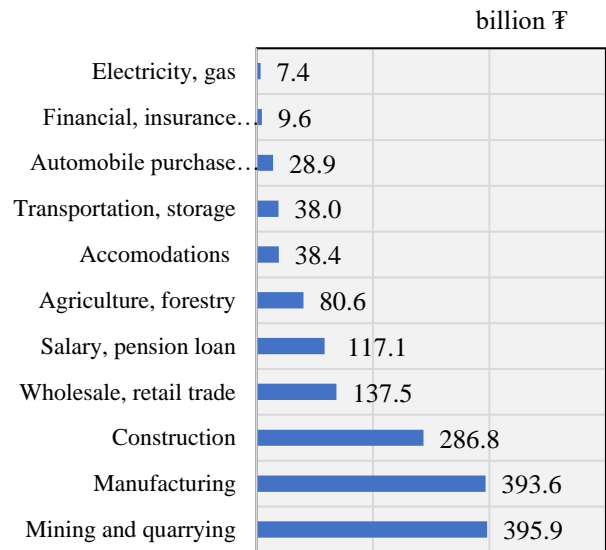 billion ₮
Electricity, gas 7.4
Financial, insurance… 9.6
Automobile purchase… 28.9
Transportation, storage 38.0
Accomodations 38.4
Agriculture, forestry 80.6
Salary, pension loan 117.1
Wholesale, retail trade 137.5
Construction 286.8
Manufacturing 393.6
Mining and quarrying 395.9